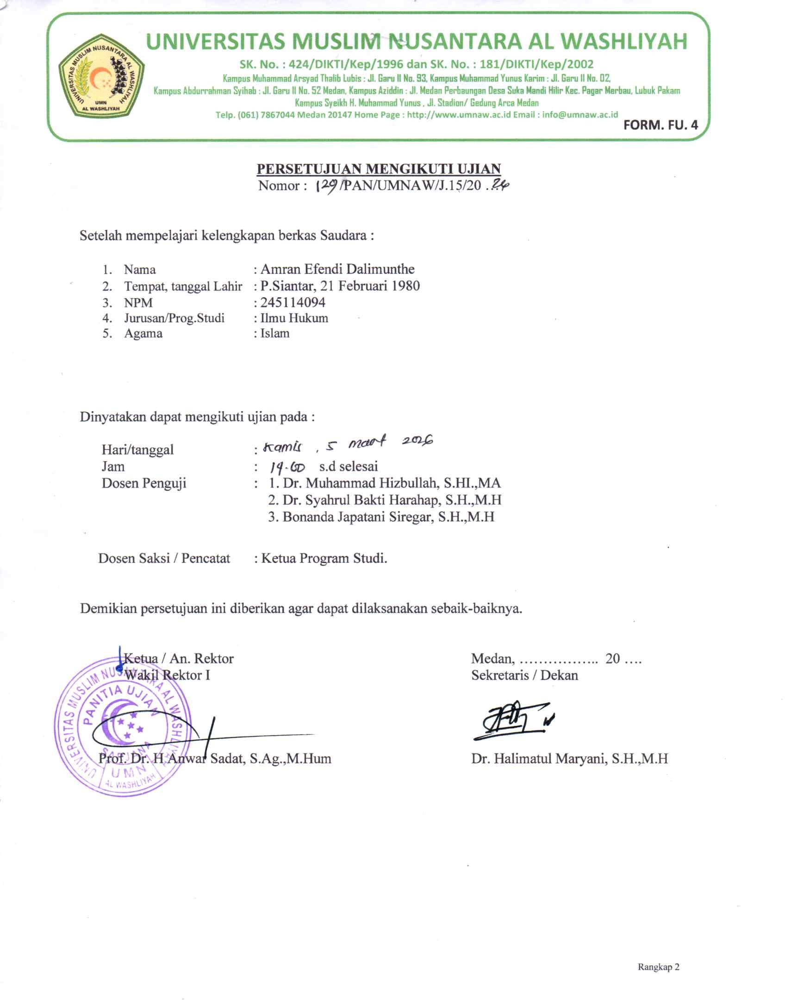 UNIVERSITAS MUSLIM NUSANTARA AL WASHLIYAH
UMN
AL WASHLIYAH
UNIVERSITAS MUSLIM NUSANTARA AL WASHLIYAH
SK. No. : 424/DIKTI/Kep/1996 dan SK. No. : 181/DIKTI/Kep/2002
Kampus Muhammad Arsyad Thalib Lubis : Jl. Garu II No. 93, Kampus Muhammad Yunus Karim : Jl. Garu II No. 02,
Kampus Abdurrahman Syihab : Jl. Garu II No. 52 Medan, Kampus Aziddin : Jl. Medan Perbaungan Desa Suka Mandi Hilir Kec. Pagar Merbau, Lubuk Pakam
Kampus Syeikh H. Muhammad Yunus , Jl. Stadion/ Gedung Arca Medan
Telp. (061) 7867044 Medan 20147 Home Page : http://www.umnaw.ac.id Email : info@umnaw.ac.id
FORM. FU. 4
PERSETUJUAN MENGIKUTI UJIAN
Nomor : 129/PAN/UMNAW/J.15/20 ...26
Setelah mempelajari kelengkapan berkas Saudara :
1. Nama : Amran Efendi Dalimunthe
2. Tempat, tanggal Lahir : P.Siantar, 21 Februari 1980
3. NPM : 245114094
4. Jurusan/Prog.Studi : Ilmu Hukum
5. Agama : Islam
Dinyatakan dapat mengikuti ujian pada :
Hari/tanggal : Kamis , 5 Maret 2026
Jam : 14.00 s.d selesai
Dosen Penguji : 1. Dr. Muhammad Hizbullah, S.HI.,MA
2. Dr. Syahrul Bakti Harahap, S.H.,M.H
3. Bonanda Japatani Siregar, S.H.,M.H
Dosen Saksi / Pencatat : Ketua Program Studi.
Demikian persetujuan ini diberikan agar dapat dilaksanakan sebaik-baiknya.
Ketua / An. Rektor
Wakil Rektor I
Medan, ................. 20 ....
Sekretaris / Dekan
UNIVERSITAS MUSLIM NUSANTARA AL WASHLIYAH
PANITIA UJIAN
SARJANA
UMN
AL WASHLIYAH
Prof. Dr. H Anwar Sadat, S.Ag.,M.Hum
Dr. Halimatul Maryani, S.H.,M.H
Rangkap 2